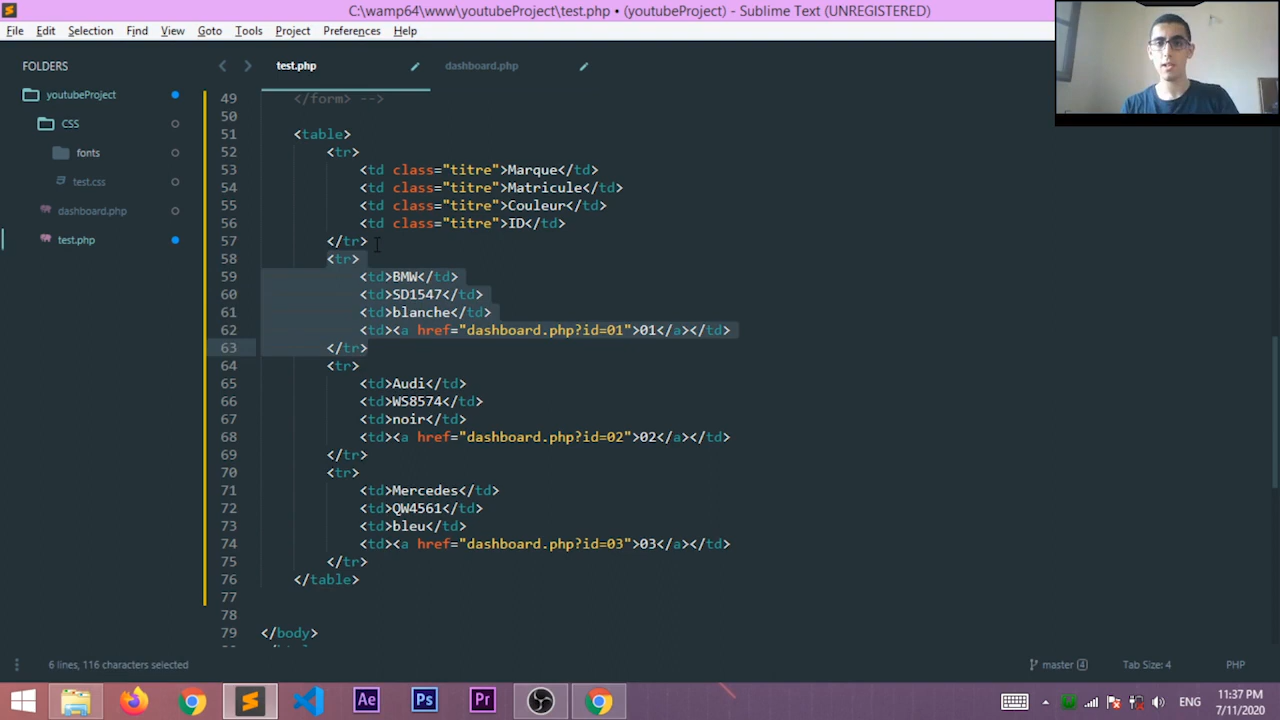 C:\wamp64\www\youtubeProject\test.php • (youtubeProject) - Sublime Text (UNREGISTERED)
File Edit Selection Find View Goto Tools Project Preferences Help
FOLDERS
youtubeProject
CSS
fonts
test.css
dashboard.php
test.php
test.php dashboard.php
49 </form> -->
50
51 <table>
52 <tr>
53 <td class="titre">Marque</td>
54 <td class="titre">Matricule</td>
55 <td class="titre">Couleur</td>
56 <td class="titre">ID</td>
57 </tr>
58 <tr>
59 <td>BMW</td>
60 <td>SD1547</td>
61 <td>blanche</td>
62 <td><a href="dashboard.php?id=01">01</a></td>
63 </tr>
64 <tr>
65 <td>Audi</td>
66 <td>WS8574</td>
67 <td>noir</td>
68 <td><a href="dashboard.php?id=02">02</a></td>
69 </tr>
70 <tr>
71 <td>Mercedes</td>
72 <td>QW4561</td>
73 <td>bleu</td>
74 <td><a href="dashboard.php?id=03">03</a></td>
75 </tr>
76 </table>
77
78
79 </body>
6 lines, 116 characters selected master 4 Tab Size: 4 PHP
Ae Ps Pr ENG 11:37 PM
7/11/2020